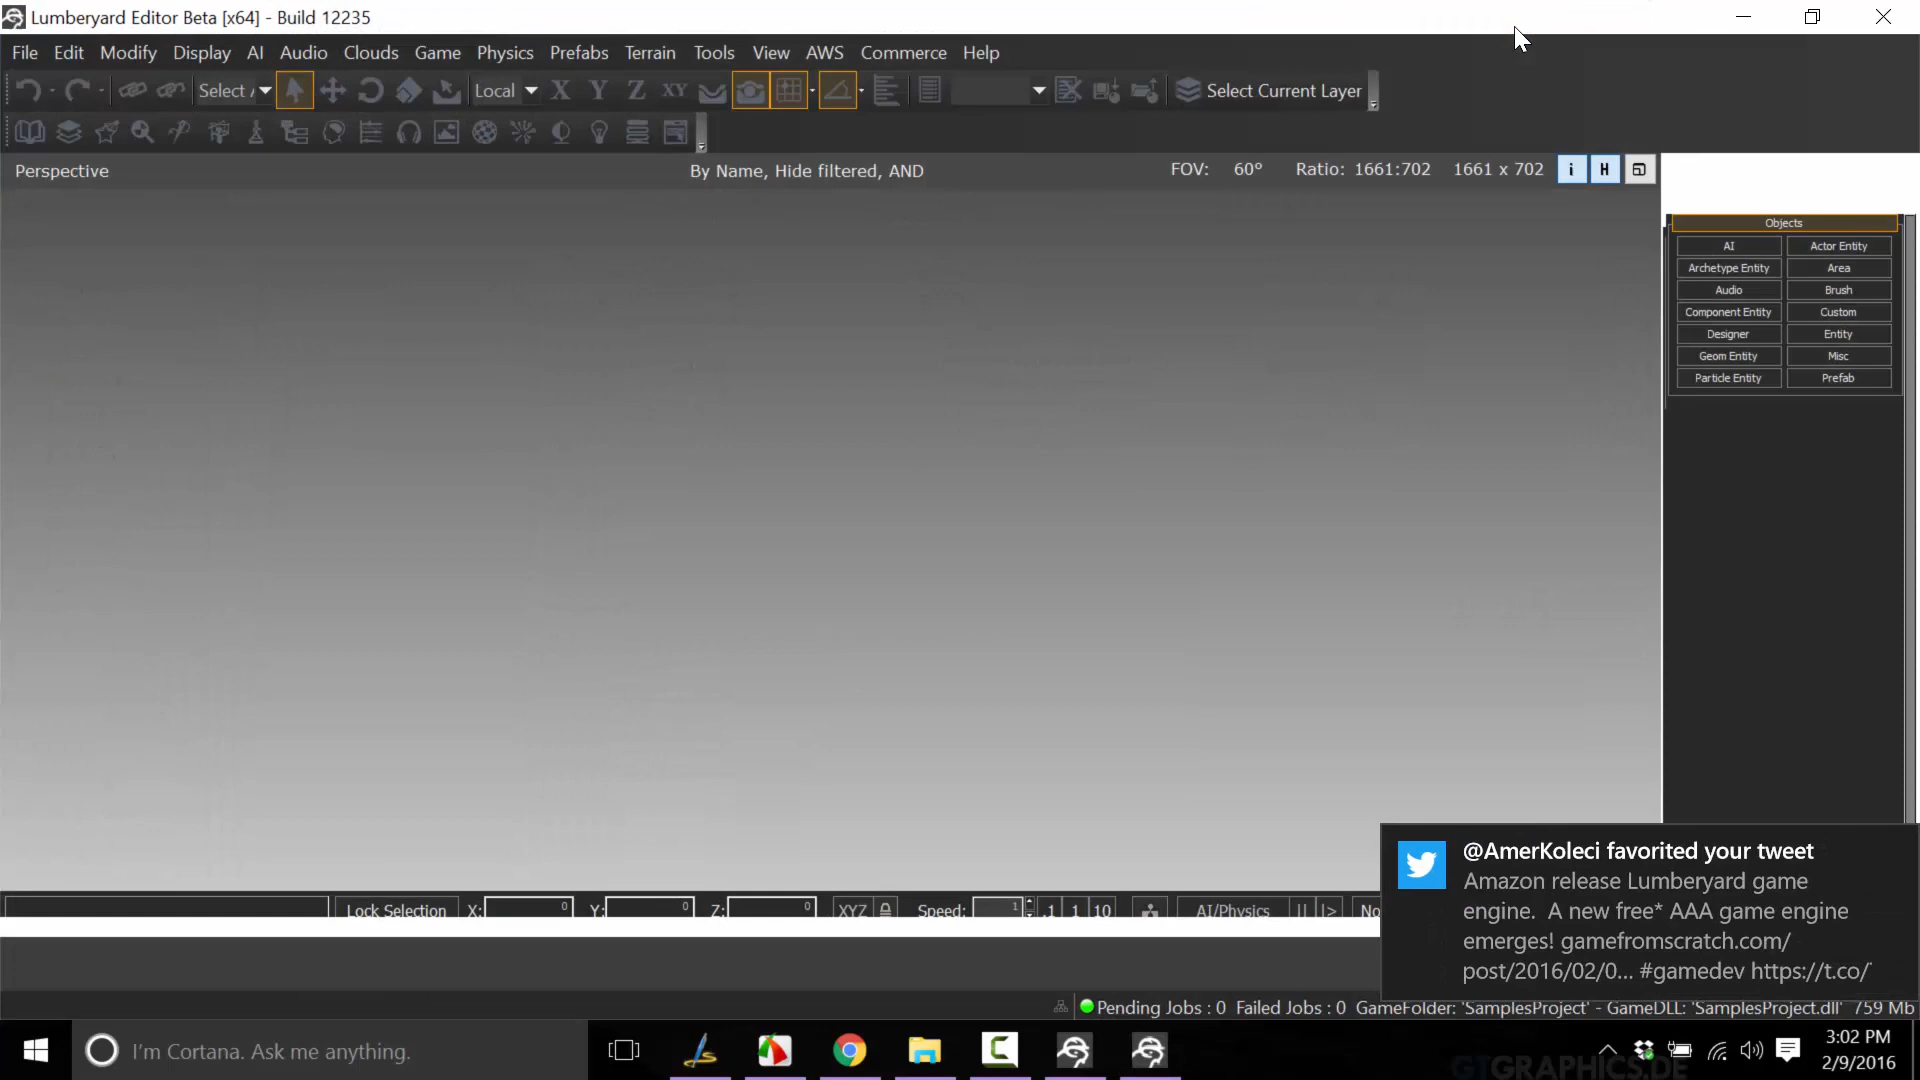 Lumberyard Editor Beta [x64] - Build 12235
File Edit Modify Display AI Audio Clouds Game Physics Prefabs Terrain Tools View AWS Commerce Help
Select Local X Y Z XY Select Current Layer
Perspective By Name, Hide filtered, AND FOV: 60° Ratio: 1661:702 1661 x 702 i H
Objects
AI Actor Entity
Archetype Entity Area
Audio Brush
Component Entity Custom
Designer Entity
Geom Entity Misc
Particle Entity Prefab
Lock Selection X: 0 Y: 0 Z: 0 XYZ Speed: 1 .1 1 10 AI/Physics || |> No
@AmerKoleci favorited your tweet
Amazon release Lumberyard game
engine. A new free* AAA game engine
emerges! gamefromscratch.com/
post/2016/02/0... #gamedev https://t.co/
Pending Jobs : 0 Failed Jobs : 0 GameFolder: 'SamplesProject' - GameDLL: 'SamplesProject.dll' 759 Mb
I'm Cortana. Ask me anything.
3:02 PM
2/9/2016
GTGRAPHICS.DE